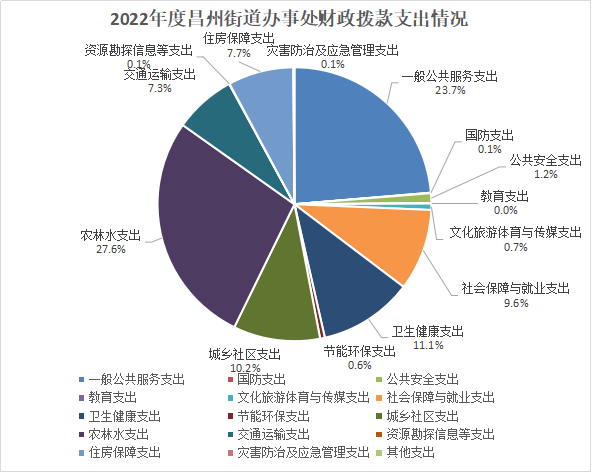 2022年度昌州街道办事处财政拨款支出情况
住房保障支出
7.7%
灾害防治及应急管理支出
0.1%
资源勘探信息等支出
0.1%
交通运输支出
7.3%
一般公共服务支出
23.7%
国防支出
0.1%
公共安全支出
1.2%
教育支出
0.0%
文化旅游体育与传媒支出
0.7%
农林水支出
27.6%
社会保障与就业支出
9.6%
卫生健康支出
11.1%
节能环保支出
0.6%
城乡社区支出
10.2%
一般公共服务支出 国防支出 公共安全支出
教育支出 文化旅游体育与传媒支出 社会保障与就业支出
卫生健康支出 节能环保支出 城乡社区支出
农林水支出 交通运输支出 资源勘探信息等支出
住房保障支出 灾害防治及应急管理支出 其他支出